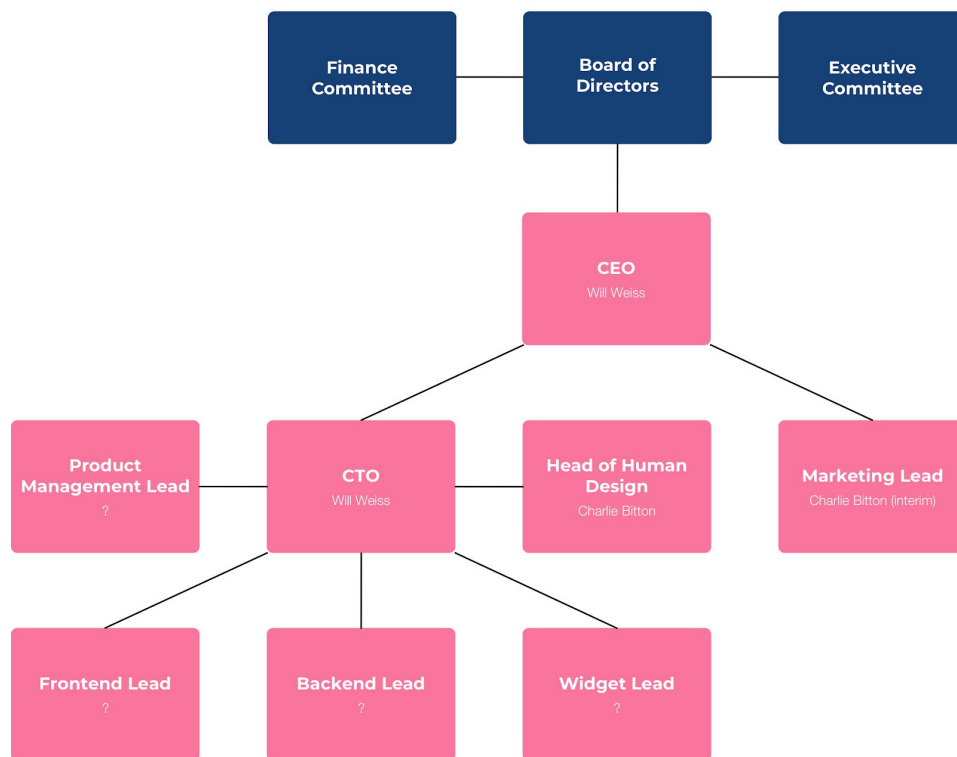 Finance
Committee
Board of
Directors
Executive
Committee
CEO
Will Weiss
Product
Management Lead
?
CTO
Will Weiss
Head of Human
Design
Charlie Bitton
Marketing Lead
Charlie Bitton (interim)
Frontend Lead
?
Backend Lead
?
Widget Lead
?